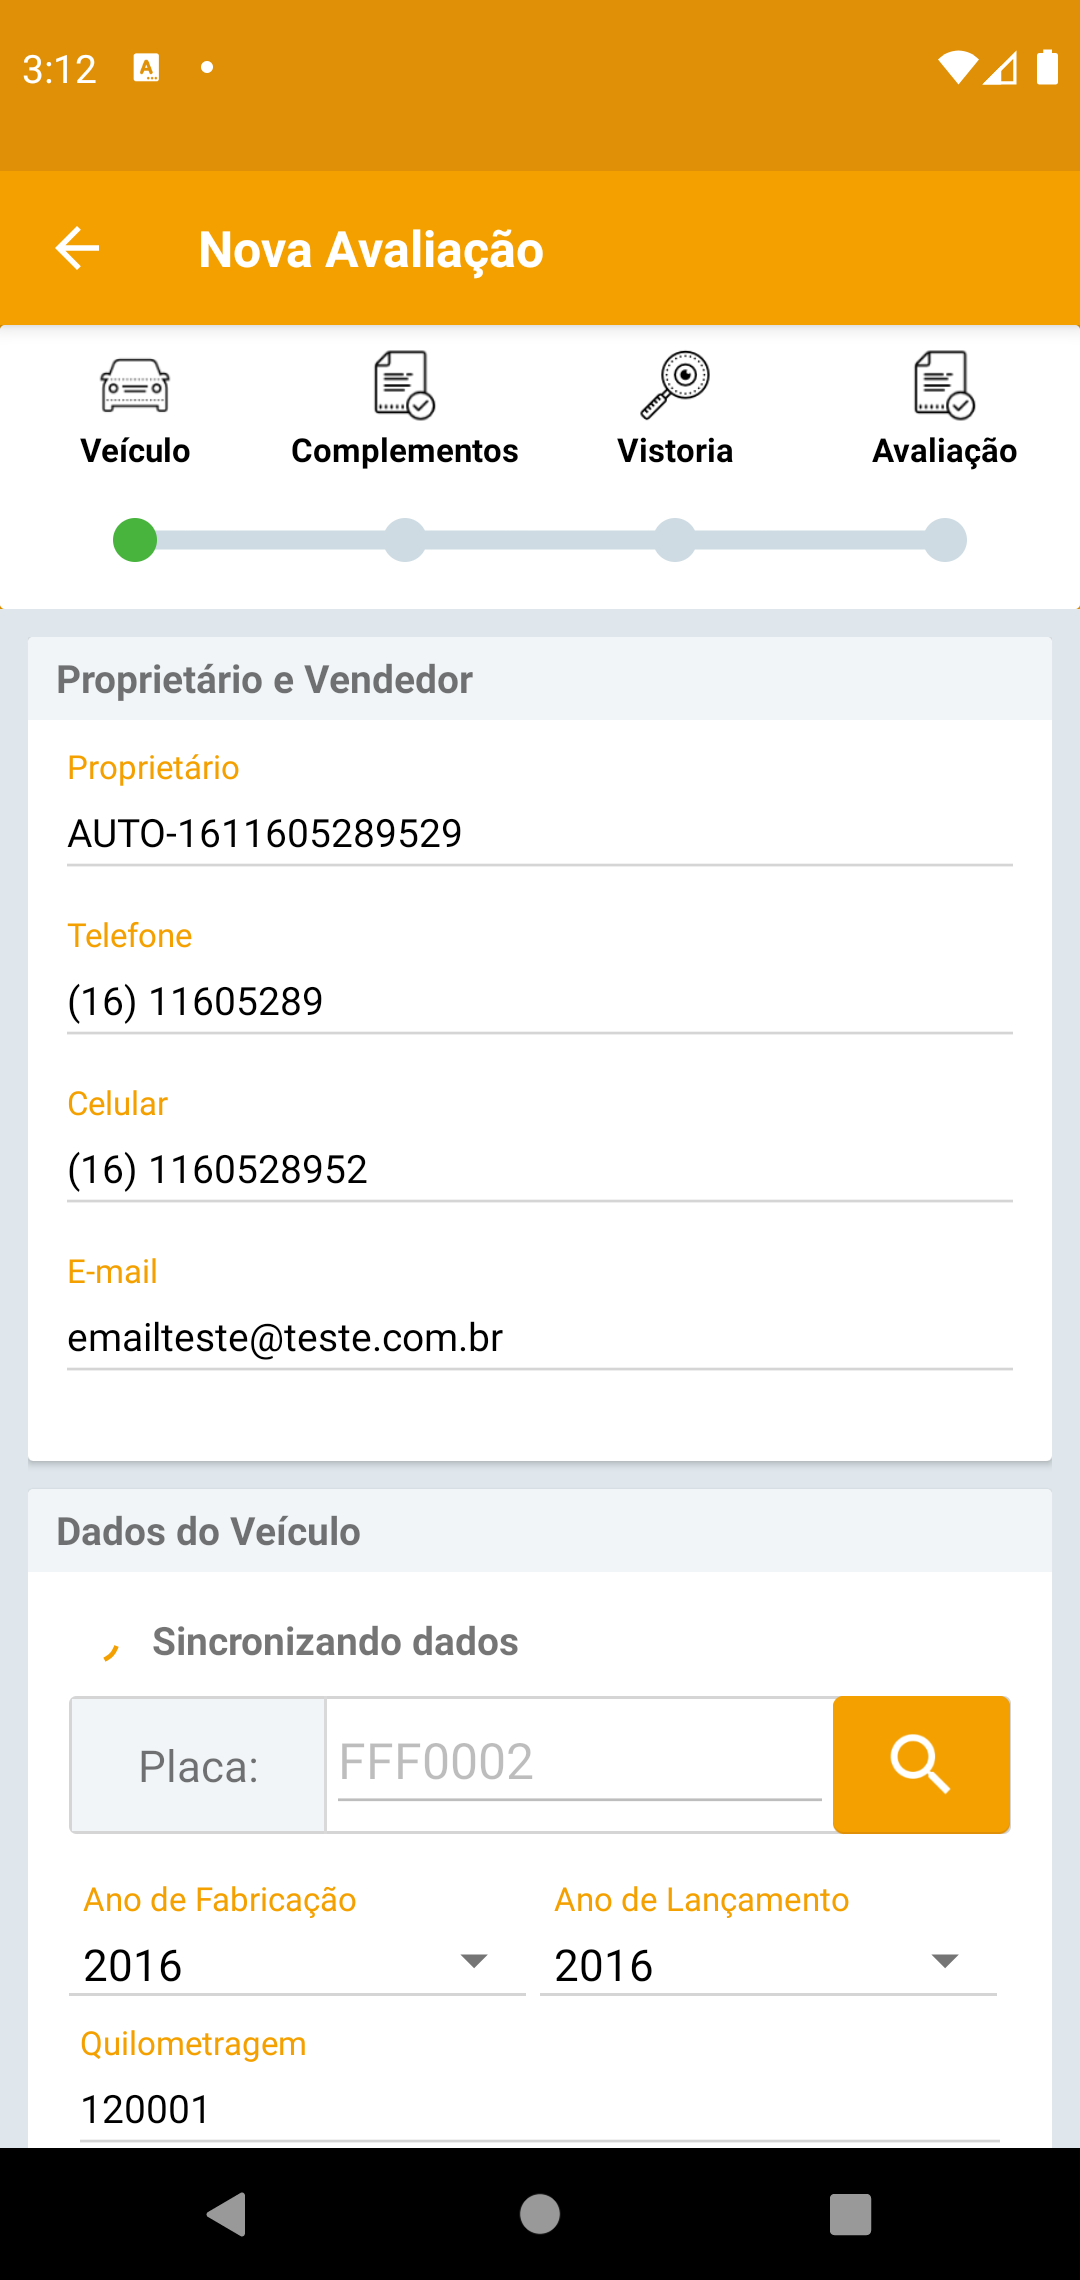 3:12
Nova Avaliação
Veículo Complementos Vistoria Avaliação
Proprietário e Vendedor
Proprietário
AUTO-1611605289529
Telefone
(16) 11605289
Celular
(16) 1160528952
E-mail
emailteste@teste.com.br
Dados do Veículo
Sincronizando dados
Placa: FFF0002
Ano de Fabricação Ano de Lançamento
2016 2016
Quilometragem
120001